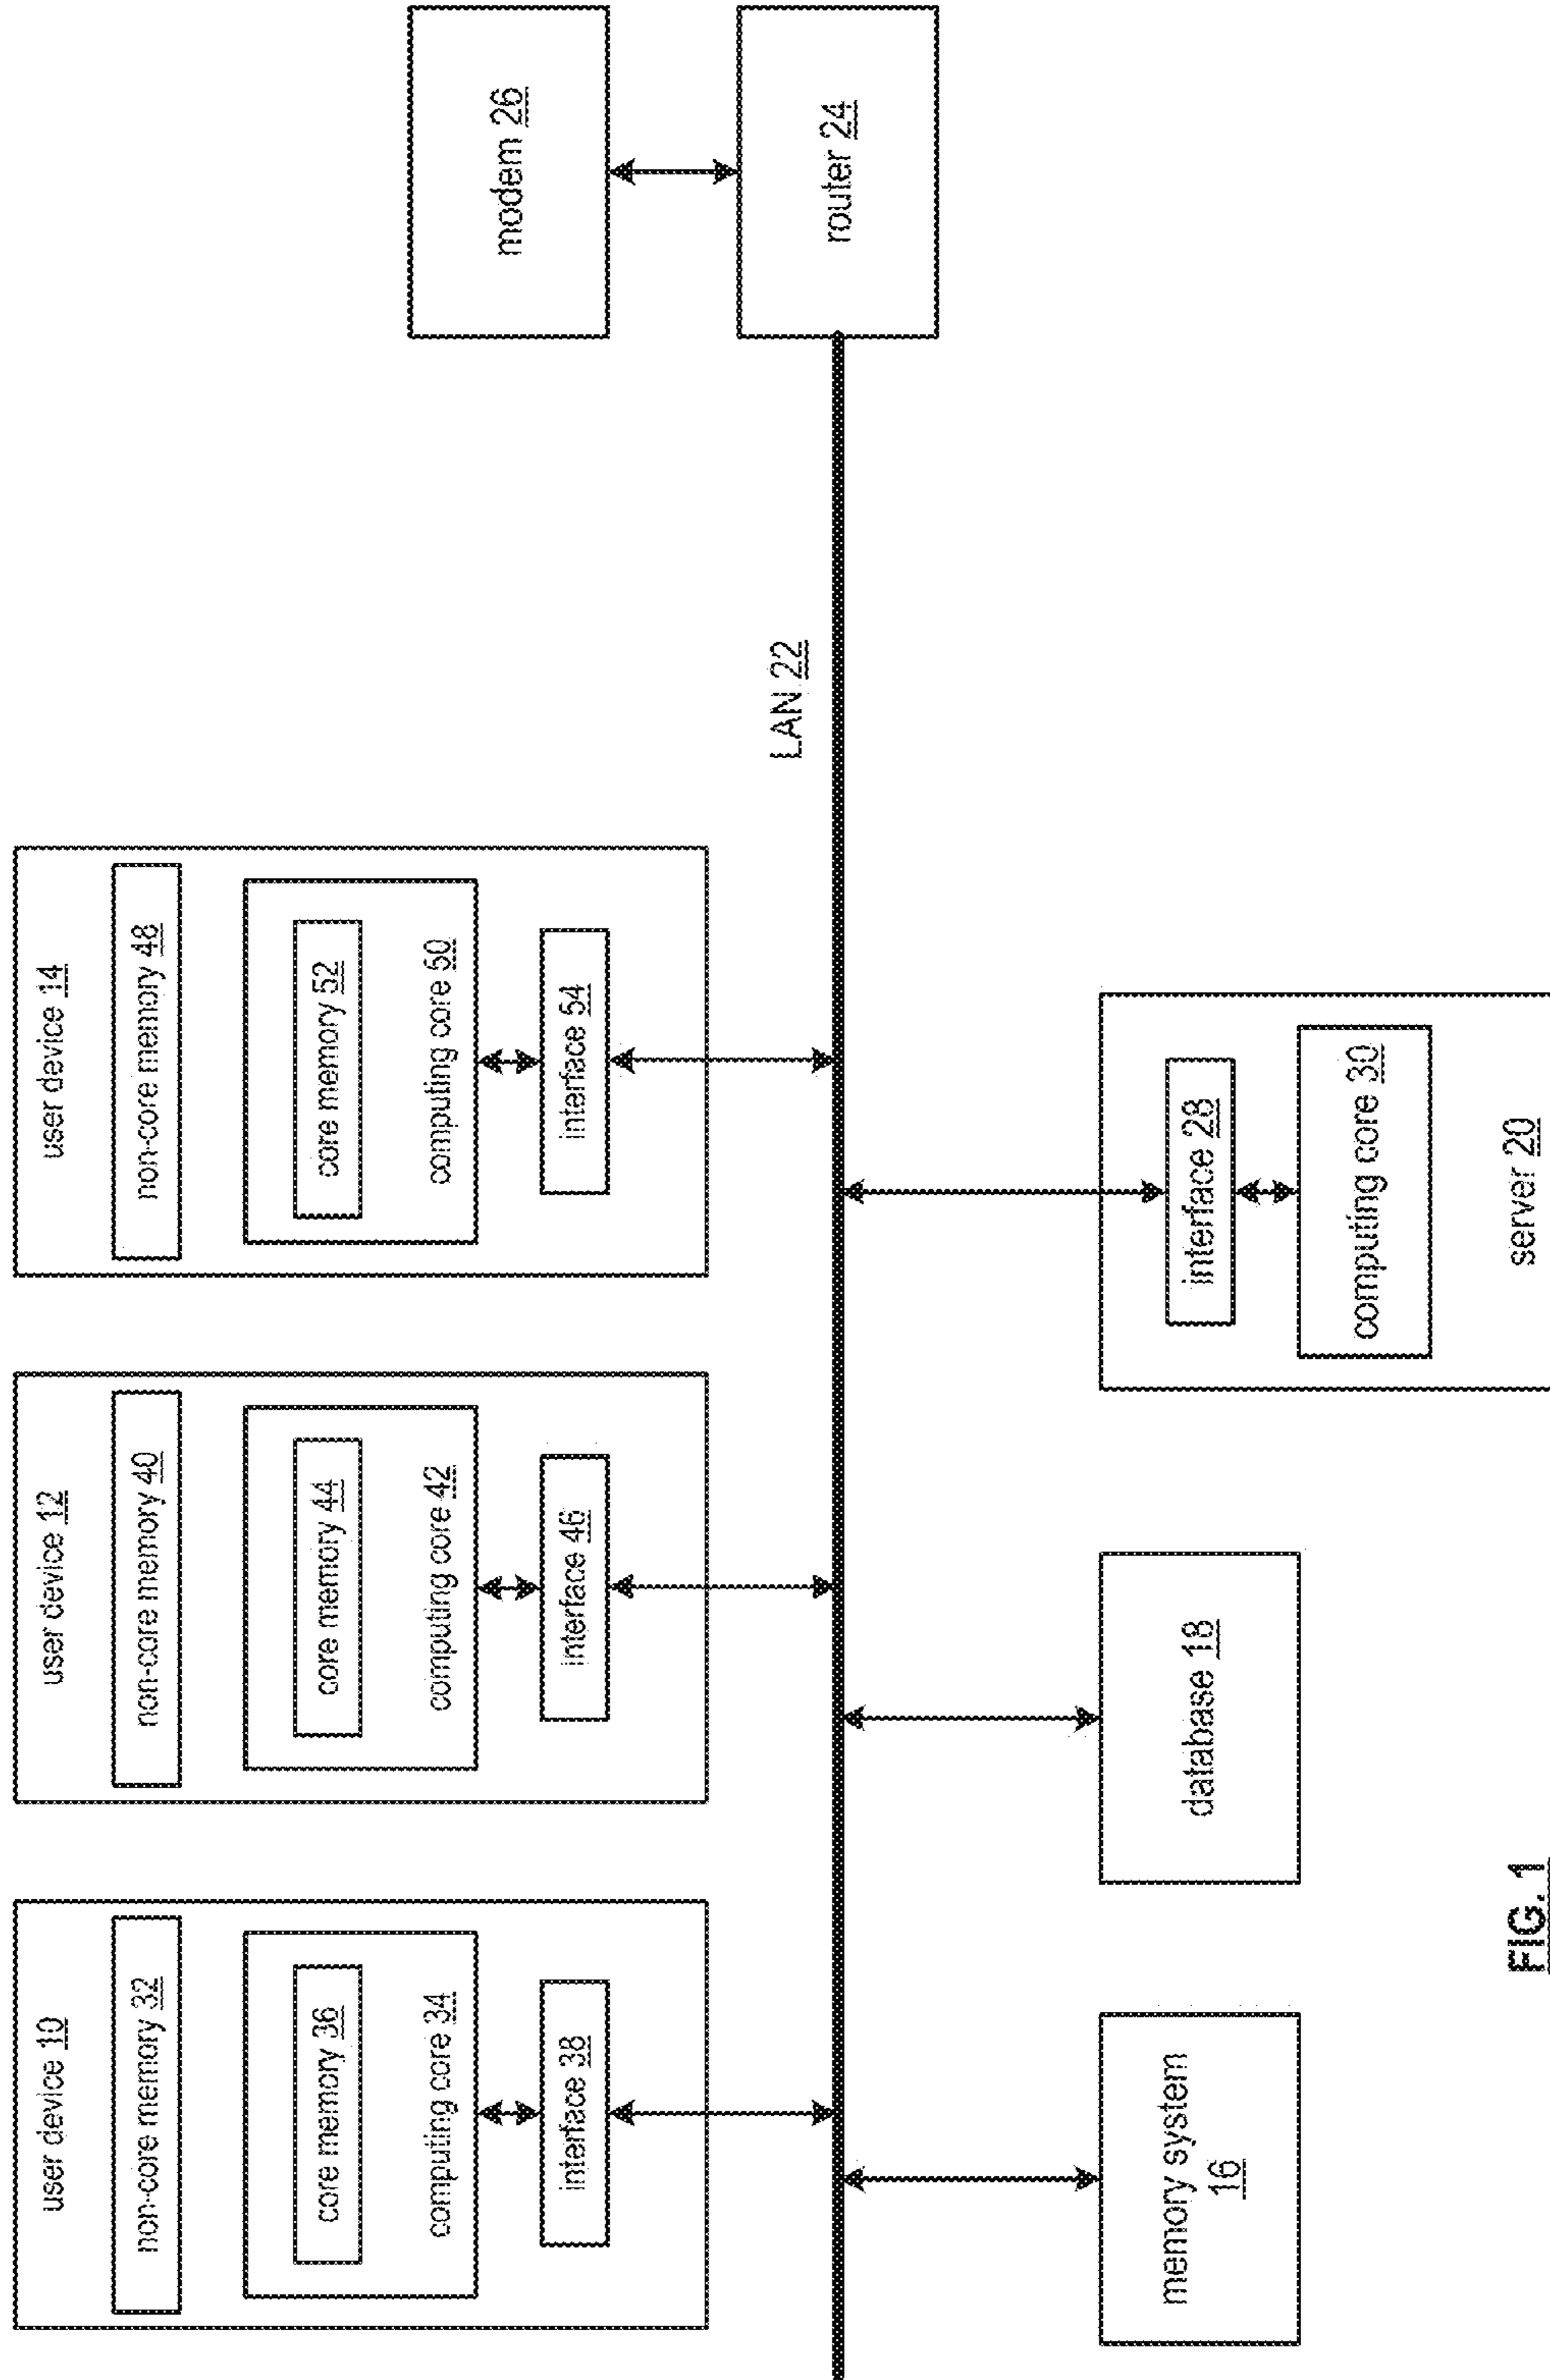 user device 10
non-core memory 32
core memory 36
computing core 34
interface 38
user device 12
non-core memory 40
core memory 44
computing core 42
interface 46
user device 14
non-core memory 48
core memory 52
computing core 50
interface 54
modem 26
router 24
LAN 22
memory system
16
database 18
interface 28
computing core 30
server 20
FIG. 1